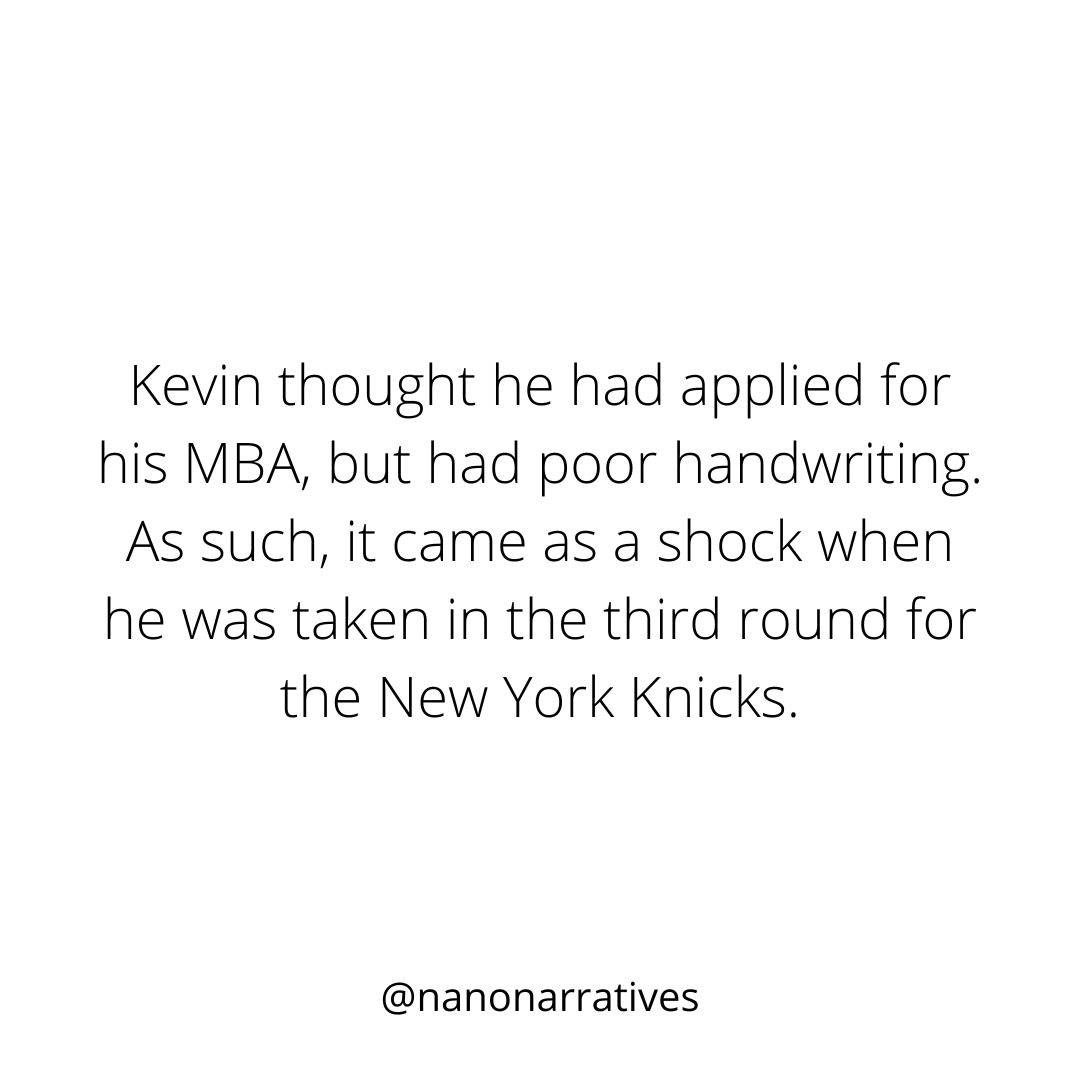 Kevin thought he had applied for
his MBA, but had poor handwriting.
As such, it came as a shock when
he was taken in the third round for
the New York Knicks.
@nanonarratives